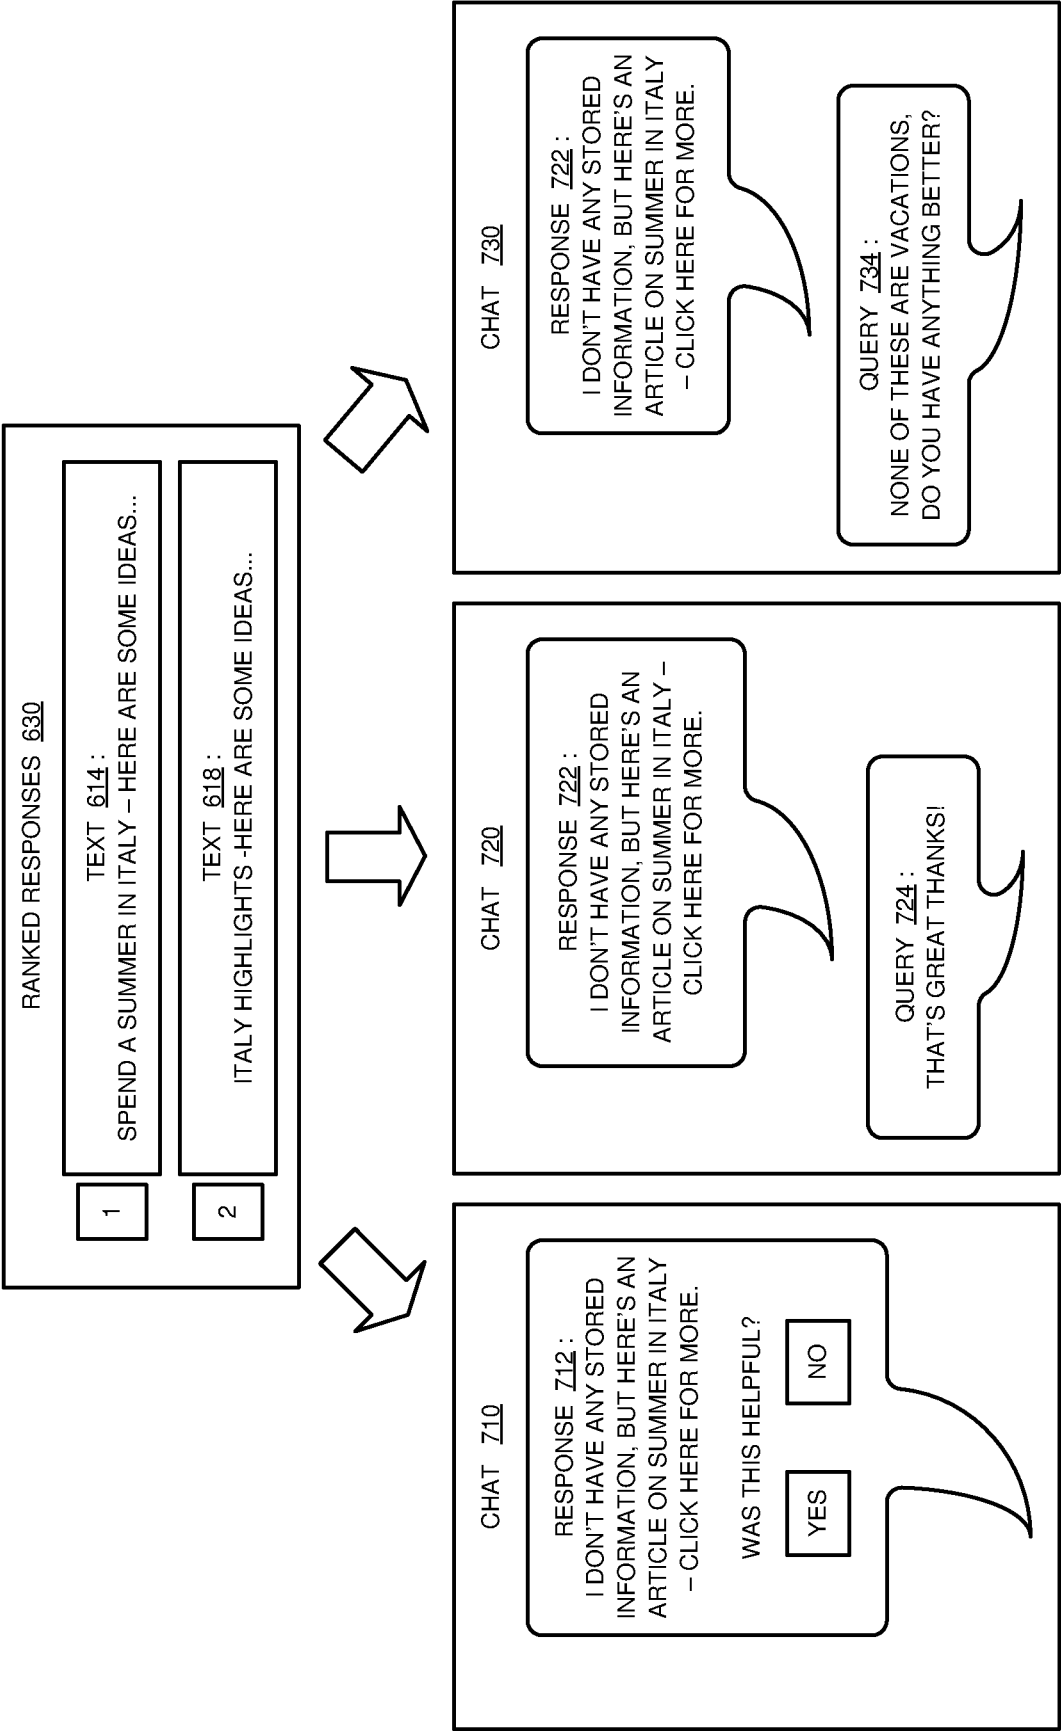 RANKED RESPONSES 630
1
TEXT 614 :
SPEND A SUMMER IN ITALY – HERE ARE SOME IDEAS...
2
TEXT 618 :
ITALY HIGHLIGHTS -HERE ARE SOME IDEAS...
CHAT 710
RESPONSE 712 :
I DON'T HAVE ANY STORED
INFORMATION, BUT HERE'S AN
ARTICLE ON SUMMER IN ITALY
– CLICK HERE FOR MORE.
WAS THIS HELPFUL?
YES
NO
CHAT 720
RESPONSE 722 :
I DON'T HAVE ANY STORED
INFORMATION, BUT HERE'S AN
ARTICLE ON SUMMER IN ITALY –
CLICK HERE FOR MORE.
QUERY 724 :
THAT'S GREAT THANKS!
CHAT 730
RESPONSE 722 :
I DON'T HAVE ANY STORED
INFORMATION, BUT HERE'S AN
ARTICLE ON SUMMER IN ITALY
– CLICK HERE FOR MORE.
QUERY 734 :
NONE OF THESE ARE VACATIONS,
DO YOU HAVE ANYTHING BETTER?